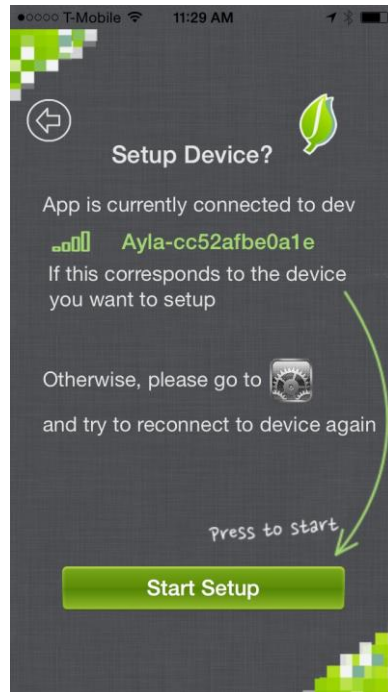 T-Mobile 11:29 AM
Setup Device?
App is currently connected to dev
Ayla-cc52afbe0a1e
If this corresponds to the device
you want to setup
Otherwise, please go to
and try to reconnect to device again
Press to start
Start Setup